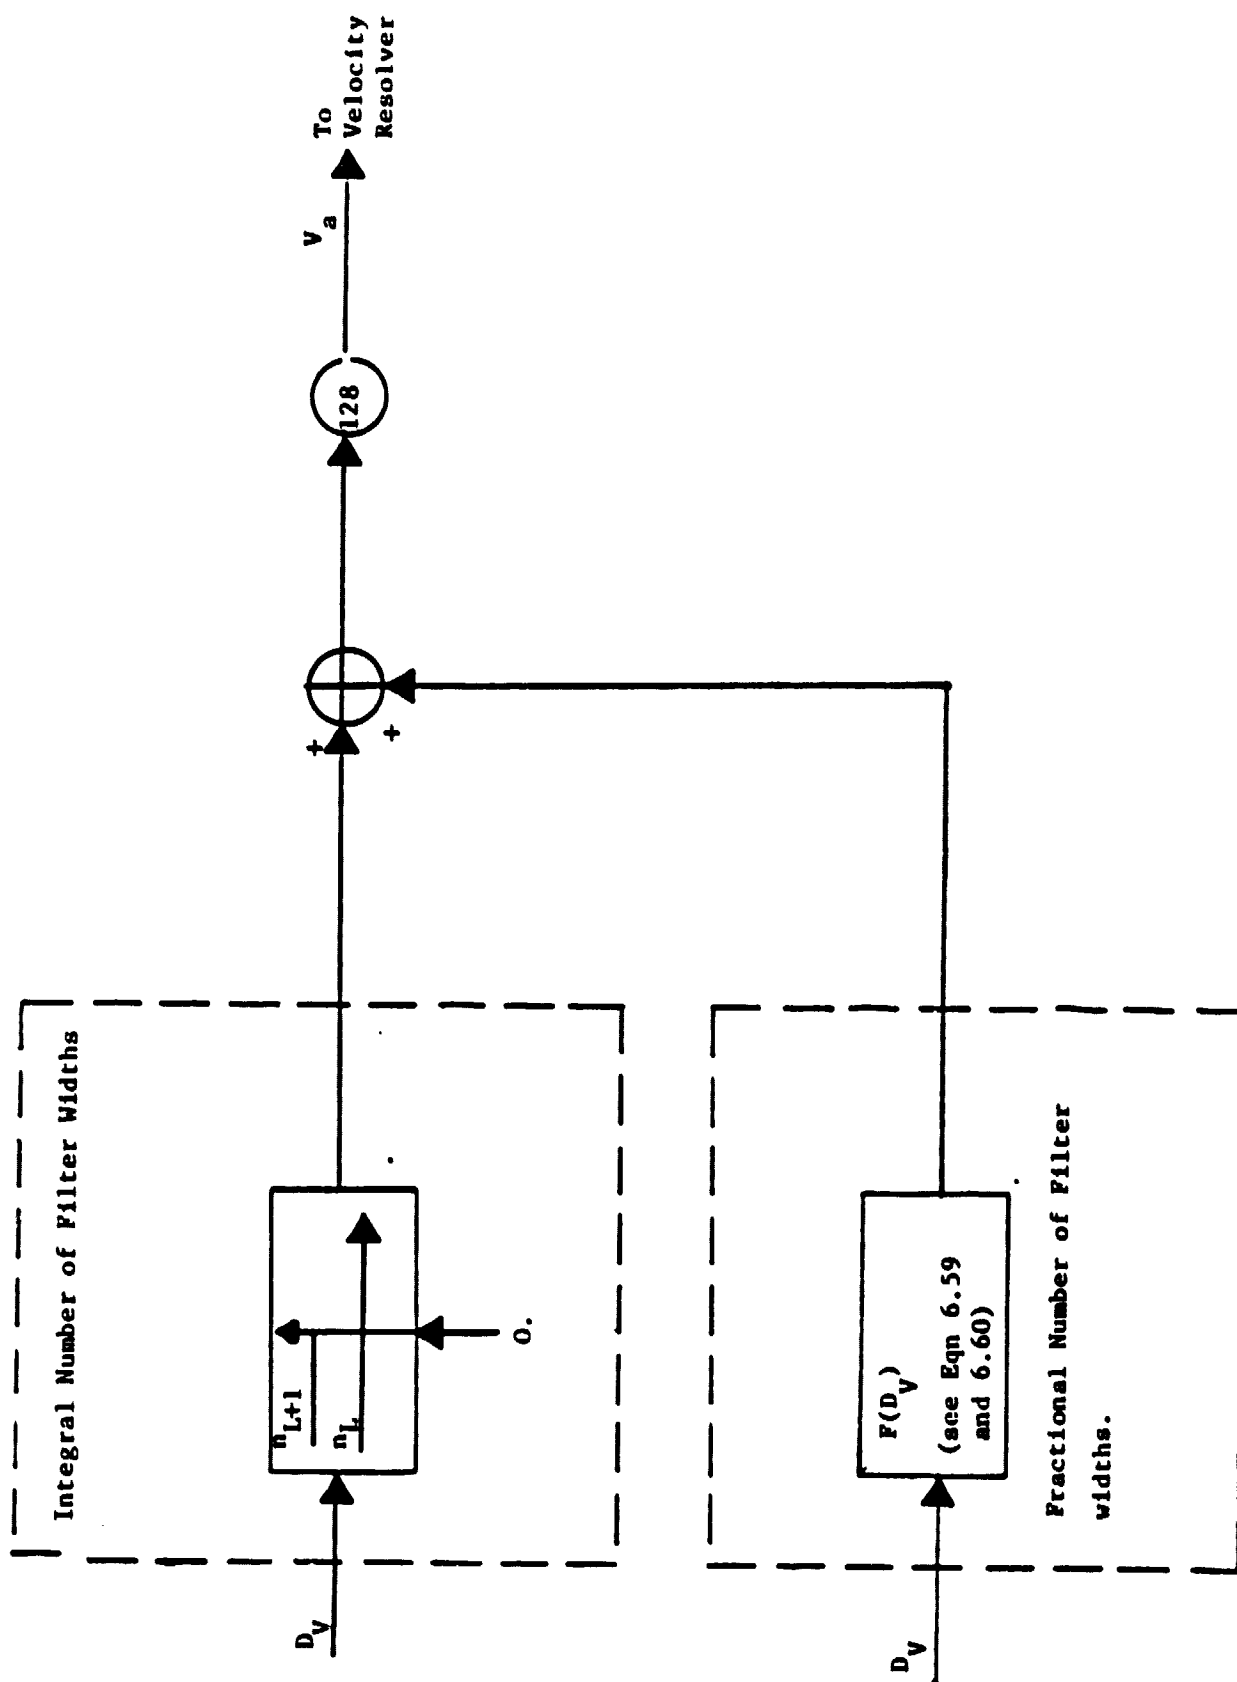 Integral Number of Filter Widths
D_V
n_L+1
n_L
0.
+
+
128
V_a
To
Velocity
Resolver
D_V
F(D_V)
(see Eqn 6.59
and 6.60)
Fractional Number of Filter
widths.